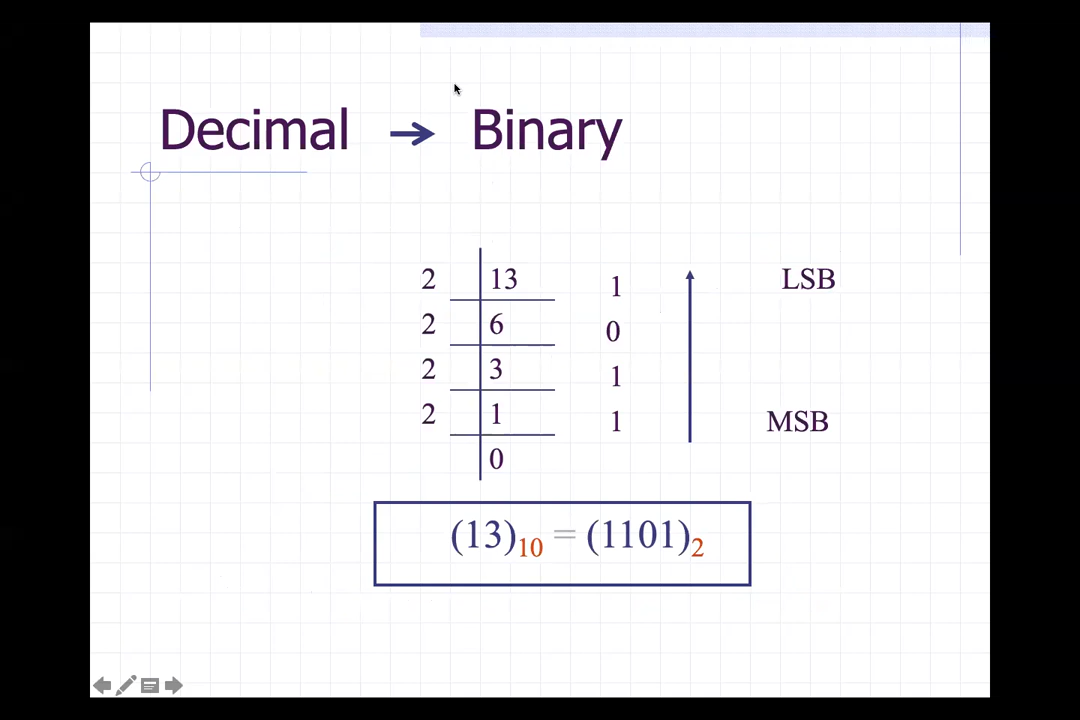 Decimal → Binary
2 13 1 LSB
2 6 0
2 3 1
2 1 1 MSB
0
(13)10 = (1101)2